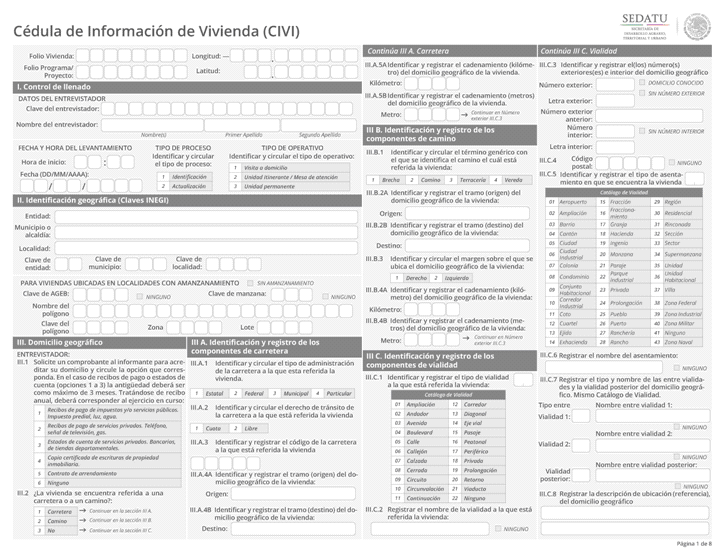 Cédula de Información de Vivienda (CIVI)
SEDATU
SECRETARÍA DE
DESARROLLO AGRARIO,
TERRITORIAL Y URBANO
Folio Vivienda:
Longitud: —
Folio Programa/
Proyecto:
Latitud:
I. Control de llenado
DATOS DEL ENTREVISTADOR
Clave del entrevistador:
Nombre del entrevistador:
Nombre(s)
Primer Apellido
Segundo Apellido
FECHA Y HORA DEL LEVANTAMIENTO
Hora de inicio:
:
Fecha (DD/MM/AAAA):
/
/
TIPO DE PROCESO
Identificar y circular
el tipo de proceso:
1 Identificación
2 Actualización
TIPO DE OPERATIVO
Identificar y circular el tipo de operativo:
1 Visita a domicilio
2 Unidad Itinerante / Mesa de atención
3 Unidad permanente
II. Identificación geográfica (Claves INEGI)
Entidad:
Municipio o
alcaldía:
Localidad:
Clave de
entidad:
Clave de
municipio:
Clave de
localidad:
PARA VIVIENDAS UBICADAS EN LOCALIDADES CON AMANZANAMIENTO
SIN AMANZANAMIENTO
Clave de AGEB:
NINGUNO
Clave de manzana:
NINGUNO
Nombre del
polígono
Clave del
polígono
Zona
Lote
III. Domicilio geográfico
ENTREVISTADOR:
III.1 Solicite un comprobante al informante para acre-
ditar su domicilio y circule la opción que corres-
ponda. En el caso de recibos de pago o estados de
cuenta (opciones 1 a 3) la antigüedad deberá ser
como máximo de 3 meses. Tratándose de recibo
anual, deberá corresponder al ejercicio en curso:
1 Recibos de pago de impuestos y/o servicios públicos.
Impuesto predial, luz, agua.
2 Recibos de pago de servicios privadas. Teléfono,
señal de televisión, gas.
3 Estados de cuenta de servicios privados. Bancarios,
de tiendas departamentales.
4 Copia certificada de escrituras de propiedad
inmobiliaria.
5 Contrato de arrendamiento
6 Ninguno
III.2 ¿La vivienda se encuentra referida a una
carretera o a un camino?:
1 Carretera → Continuar en la sección III A.
2 Camino → Continuar en la sección III B.
3 No → Continuar en la sección III C.
III A. Identificación y registro de los
componentes de carretera
III.A.1 Identificar y circular el tipo de administración
de la carretera a la que esta referida la
vivienda.
1 Estatal 2 Federal 3 Municipal 4 Particular
III.A.2 Identificar y circular el derecho de tránsito de
la carretera a la que está referida la vivienda
1 Cuota 2 Libre
III.A.3 Identificar y registrar el código de la carretera
a la que está referida la vivienda
III.A.4A Identificar y registrar el tramo (origen) del do-
micilio geográfico de la vivienda.
Origen:
III.A.4B Identificar y registrar el tramo (destino) del do-
micilio geográfico de la vivienda.
Destino:
Continúa III A. Carretera
III.A.5A Identificar y registrar el cadenamiento (kilóme-
tro) del domicilio geográfico de la vivienda.
Kilómetro:
III.A.5B Identificar y registrar el cadenamiento (metros)
del domicilio geográfico de la vivienda.
Metro:
→ Continuar en Número
exterior III.C.3
III B. Identificación y registro de los
componentes de camino
III.B.1 Identificar y circular el término genérico con
el que se identifica el camino el cuál está
referida la vivienda:
1 Brecha 2 Camino 3 Terracería 4 Vereda
III.B.2A Identificar y registrar el tramo (origen) del
domicilio geográfico de la vivienda.
Origen:
III.B.2B Identificar y registrar el tramo (destino) del
domicilio geográfico de la vivienda.
Destino:
III.B.3 Identificar y circular el margen sobre el que se
ubica el domicilio geográfico de la vivienda:
1 Derecho 2 Izquierdo
III.B.4A Identificar y registrar el cadenamiento (kiló-
metro) del domicilio geográfico de la vivienda.
Kilómetro:
III.B.4B Identificar y registrar el cadenamiento (me-
tros) del domicilio geográfico de la vivienda.
Metro:
→ Continuar en Número
exterior III.C.3
III C. Identificación y registro de los
componentes de vialidad
III.C.1 Identificar y registrar el tipo de vialidad
a la que está referida la vivienda:
Catálogo de Vialidad
01 Ampliación 12 Corredor
02 Andador 13 Diagonal
03 Avenida 14 Eje vial
04 Boulevard 15 Pasaje
05 Calle 16 Peatonal
06 Callejón 17 Periférico
07 Calzada 18 Privada
08 Cerrada 19 Prolongación
09 Circuito 20 Retorno
10 Circunvalación 21 Viaducto
11 Continuación 22 Ninguno
III.C.2 Registrar el nombre de la vialidad a la que está
referida la vivienda:
NINGUNO
Continúa III C. Vialidad
III.C.3 Identificar y registrar el(los) número(s)
exteriores(es) e interior del domicilio geográfico
Número exterior:
DOMICILIO CONOCIDO
SIN NÚMERO EXTERIOR
Letra exterior:
Número exterior
anterior:
Número
interior:
SIN NÚMERO INTERIOR
Letra interior:
III.C.4 Código
postal:
NINGUNO
III.C.5 Identificar y registrar el tipo de asenta-
miento en que se encuentra la vivienda
Catálogo de Vialidad
01 Aeropuerto 15 Fracción 29 Región
02 Ampliación 16 Fracciona-
miento 30 Residencial
03 Barrio 17 Granja 31 Rinconada
04 Cantón 18 Hacienda 32 Sección
05 Ciudad 19 Ingenio 33 Sector
06 Ciudad
Industrial 20 Manzana 34 Supermanzana
07 Colonia 21 Paraje 35 Unidad
08 Condominio 22 Parque
industrial 36 Unidad
Habitacional
09 Conjunto
Habitacional 23 Privada 37 Villa
10 Corredor
Industrial 24 Prolongación 38 Zona Federal
11 Coto 25 Pueblo 39 Zona Industrial
12 Cuartel 26 Puerto 40 Zona Militar
13 Ejido 27 Ranchería 41 Ninguno
14 Exhacienda 28 Rancho 43 Zona Naval
III.C.6 Registrar el nombre del asentamiento:
NINGUNO
III.C.7 Registrar el tipo y nombre de las entre vialida-
des y la vialidad posterior del domicilio geográ-
fico. Mismo Catálogo de Vialidad.
Tipo entre
Vialidad 1:
Nombre entre vialidad 1:
NINGUNO
Vialidad 2:
Nombre entre vialidad 2:
NINGUNO
Vialidad
posterior:
Nombre entre vialidad posterior:
NINGUNO
III.C.8 Registrar la descripción de ubicación (referencia),
del domicilio geográfico
Página 1 de 8